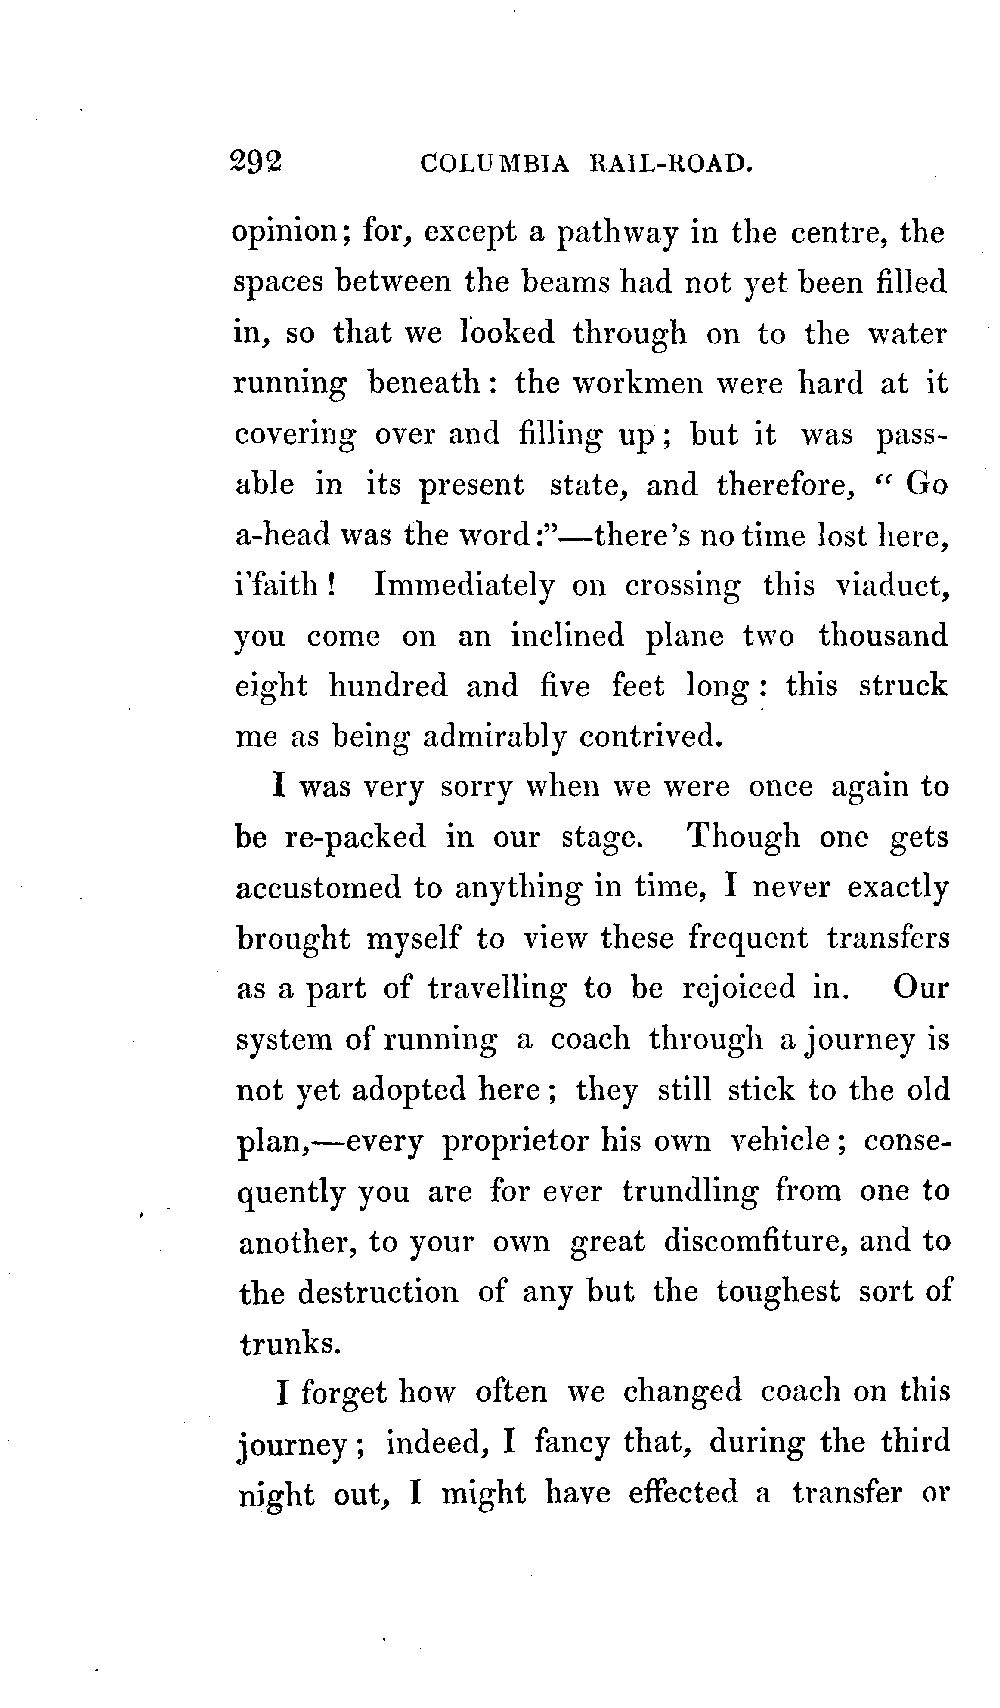 292 COLUMBIA RAIL-ROAD.
opinion; for, except a pathway in the centre, the
spaces between the beams had not yet been filled
in, so that we looked through on to the water
running beneath: the workmen were hard at it
covering over and filling up; but it was pass-
able in its present state, and therefore, “ Go
a-head was the word:”—there's no time lost here,
i'faith! Immediately on crossing this viaduct,
you come on an inclined plane two thousand
eight hundred and five feet long: this struck
me as being admirably contrived.
I was very sorry when we were once again to
be re-packed in our stage. Though one gets
accustomed to anything in time, I never exactly
brought myself to view these frequent transfers
as a part of travelling to be rejoiced in. Our
system of running a coach through a journey is
not yet adopted here; they still stick to the old
plan,—every proprietor his own vehicle; conse-
quently you are for ever trundling from one to
another, to your own great discomfiture, and to
the destruction of any but the toughest sort of
trunks.
I forget how often we changed coach on this
journey; indeed, I fancy that, during the third
night out, I might have effected a transfer or